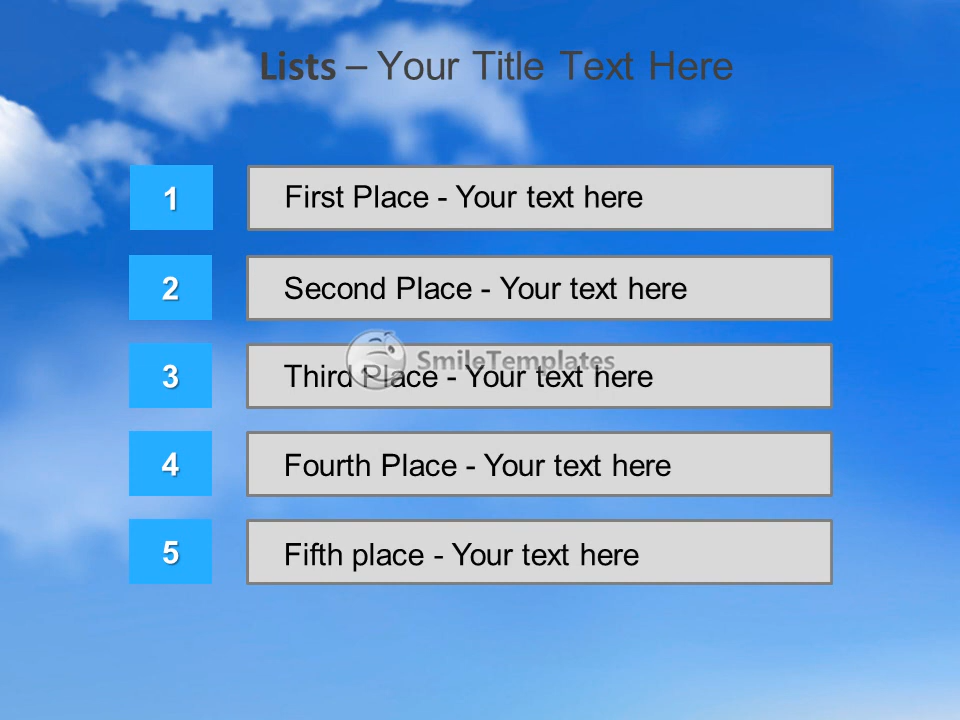 Lists – Your Title Text Here
1 First Place - Your text here
2 Second Place - Your text here
SmileTemplates
3 Third Place - Your text here
4 Fourth Place - Your text here
5 Fifth place - Your text here